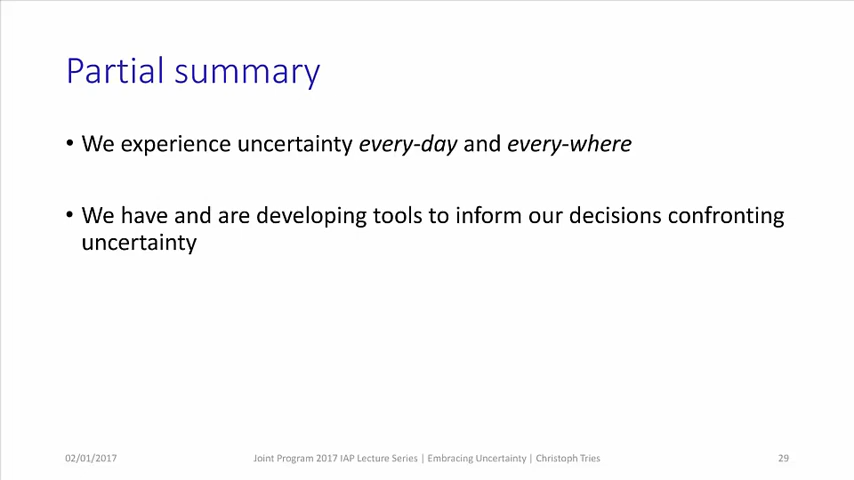 Partial summary
• We experience uncertainty every-day and every-where
• We have and are developing tools to inform our decisions confronting
uncertainty
02/01/2017
Joint Program 2017 IAP Lecture Series | Embracing Uncertainty | Christoph Tries
29